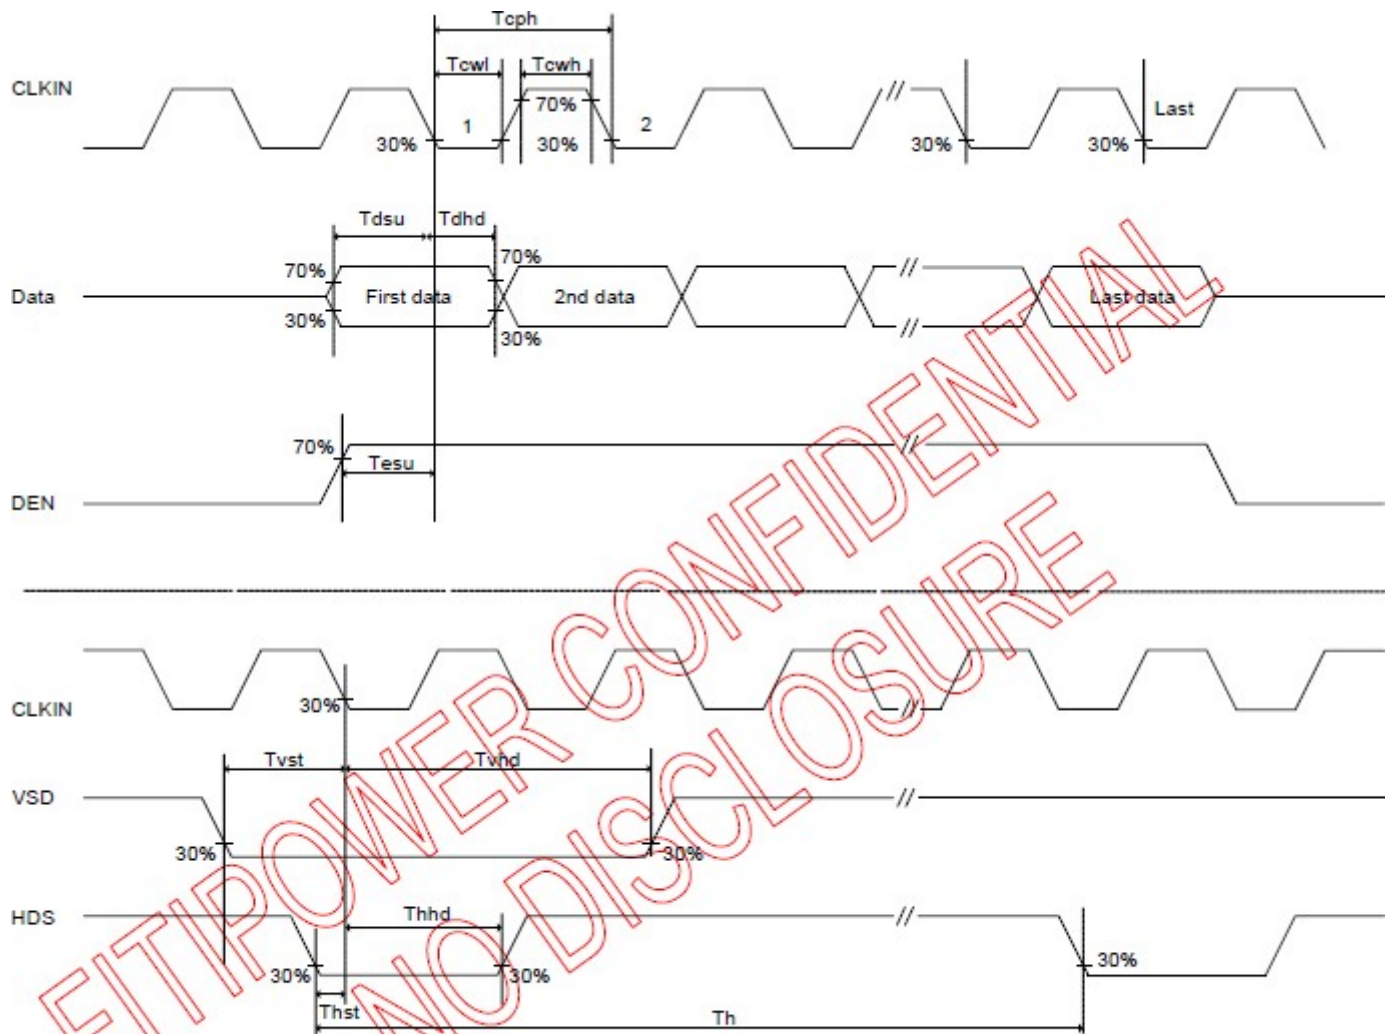 Tcph
Tcwl
Tcwh
CLKIN
70%
Last
30%
1
30%
2
30%
30%
Tdsu
Tdhd
70%
70%
Data
First data
2nd data
Last data
30%
30%
70%
Tesu
DEN
CLKIN
30%
Tvst
Tvhd
VSD
30%
30%
HDS
Thhd
30%
30%
30%
Thst
Th
FITIPOWER CONFIDENTIAL
NO DISCLOSURE